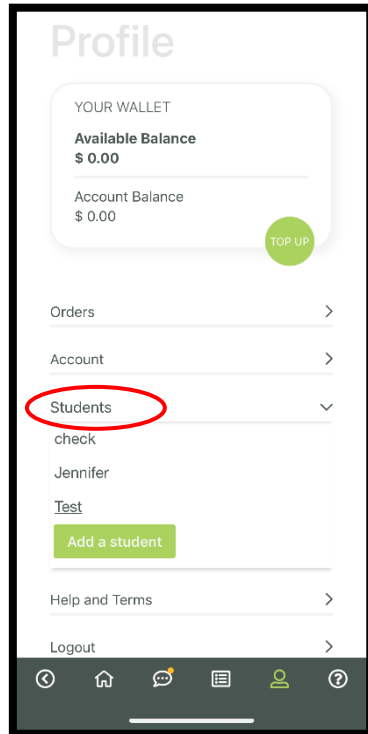 Profile
YOUR WALLET
Available Balance
$ 0.00
Account Balance
$ 0.00
TOP UP
Orders
Account
Students
check
Jennifer
Test
Add a student
Help and Terms
Logout